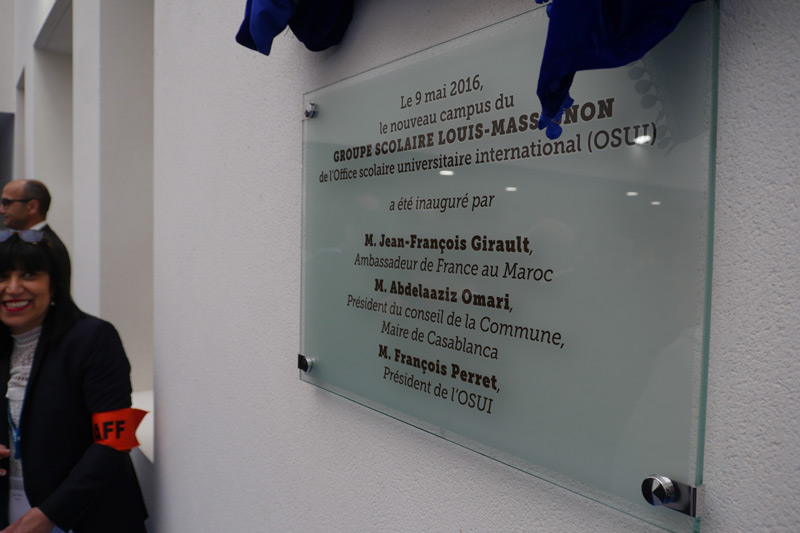 Le 9 mai 2016,
le nouveau campus du
GROUPE SCOLAIRE LOUIS-MASSIGNON
de l'Office scolaire universitaire international (OSUI)
a été inauguré par
M. Jean-François Girault,
Ambassadeur de France au Maroc
M. Abdelaaziz Omari,
Président du conseil de la Commune,
Maire de Casablanca
M. François Perret,
Président de l'OSUI
AFF